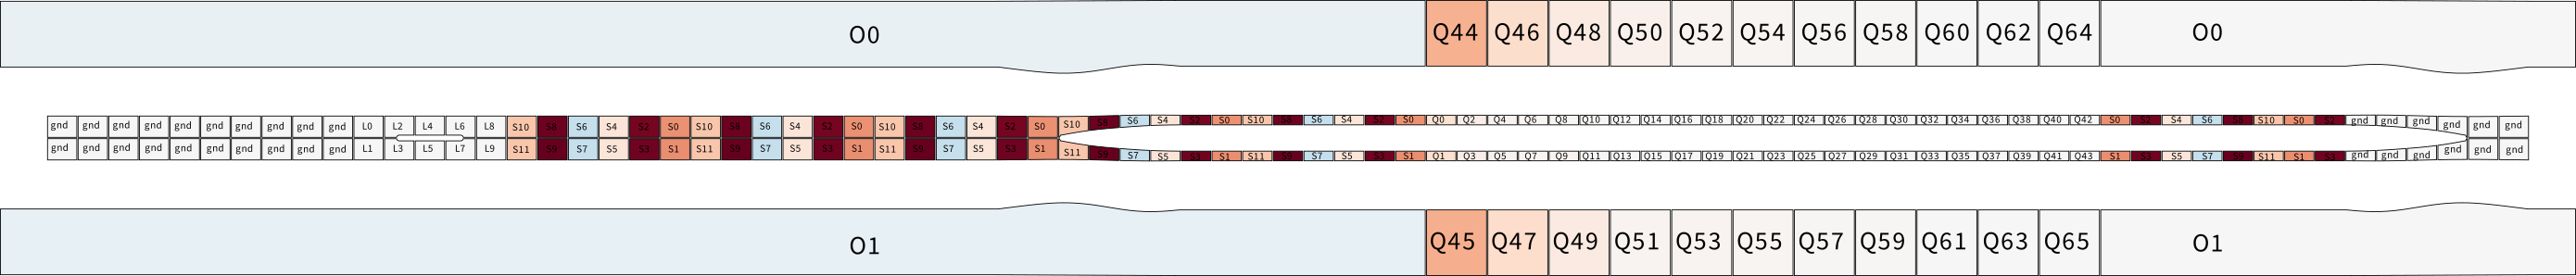 O0 Q44 Q46 Q48 Q50 Q52 Q54 Q56 Q58 Q60 Q62 Q64 O0
gnd gnd gnd gnd gnd gnd gnd gnd gnd gnd L0 L2 L4 L6 L8 S10 S8 S6 S4 S2 S0 S10 S8 S6 S4 S2 S0 S10 S8 S6 S4 S2 S0 S10 S8 S6 S4 S2 S0 S10 S8 S6 S4 S2 S0 Q0 Q2 Q4 Q6 Q8 Q10 Q12 Q14 Q16 Q18 Q20 Q22 Q24 Q26 Q28 Q30 Q32 Q34 Q36 Q38 Q40 Q42 S0 S2 S4 S6 S8 S10 S0 S2 gnd gnd gnd gnd gnd gnd
gnd gnd gnd gnd gnd gnd gnd gnd gnd gnd L1 L3 L5 L7 L9 S11 S9 S7 S5 S3 S1 S11 S9 S7 S5 S3 S1 S11 S9 S7 S5 S3 S1 S11 S9 S7 S5 S3 S1 S11 S9 S7 S5 S3 S1 Q1 Q3 Q5 Q7 Q9 Q11 Q13 Q15 Q17 Q19 Q21 Q23 Q25 Q27 Q29 Q31 Q33 Q35 Q37 Q39 Q41 Q43 S1 S3 S5 S7 S9 S11 S1 S3 gnd gnd gnd gnd gnd gnd
O1 Q45 Q47 Q49 Q51 Q53 Q55 Q57 Q59 Q61 Q63 Q65 O1